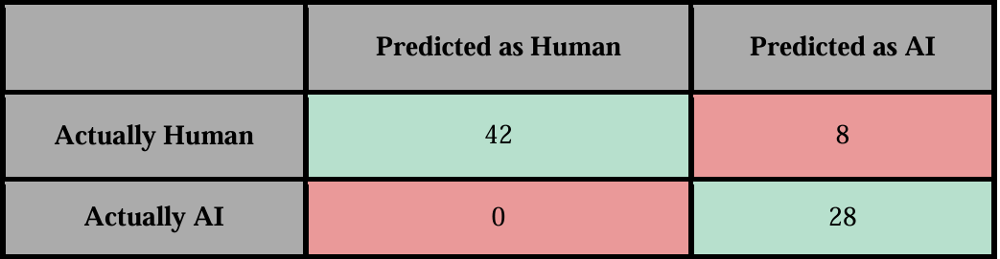 Predicted as Human Predicted as AI
Actually Human 42 8
Actually AI 0 28